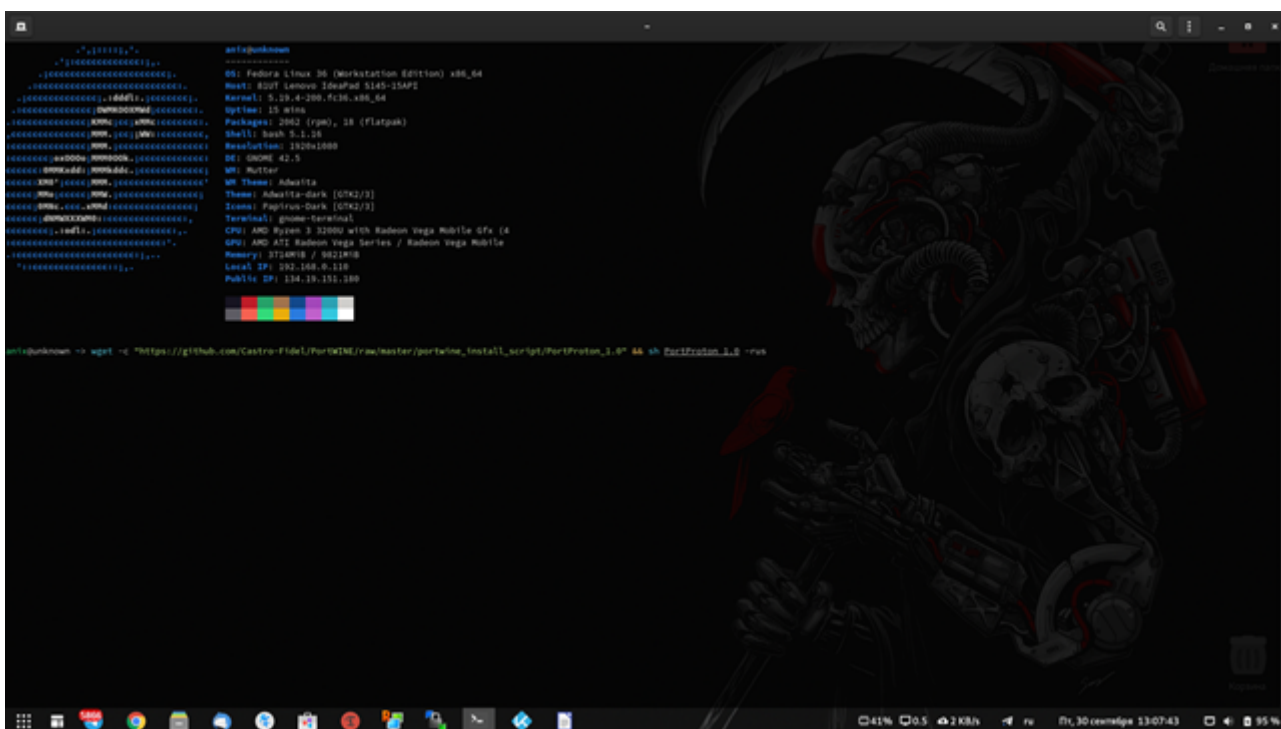 ~
anix@unknown
------------
OS: Fedora Linux 36 (Workstation Edition) x86_64
Host: 81UT Lenovo IdeaPad S145-15API
Kernel: 5.19.4-200.fc36.x86_64
Uptime: 15 mins
Packages: 2062 (rpm), 18 (flatpak)
Shell: bash 5.1.16
Resolution: 1920x1080
DE: GNOME 42.5
WM: Mutter
WM Theme: Adwaita
Theme: Adwaita-dark [GTK2/3]
Icons: Papirus-Dark [GTK2/3]
Terminal: gnome-terminal
CPU: AMD Ryzen 3 3200U with Radeon Vega Mobile Gfx (4
GPU: AMD ATI Radeon Vega Series / Radeon Vega Mobile
Memory: 3714MiB / 9821MiB
Local IP: 192.168.0.110
Public IP: 134.19.151.180
anix@unknown -> wget -c "https://github.com/Castro-Fidel/PortWINE/raw/master/portwine_install_script/PortProton_1.0" && sh PortProton_1.0 -rus
Корзина
41% 0.5 2 KB/s ru Пт, 30 сентября 13:07:43 95 %